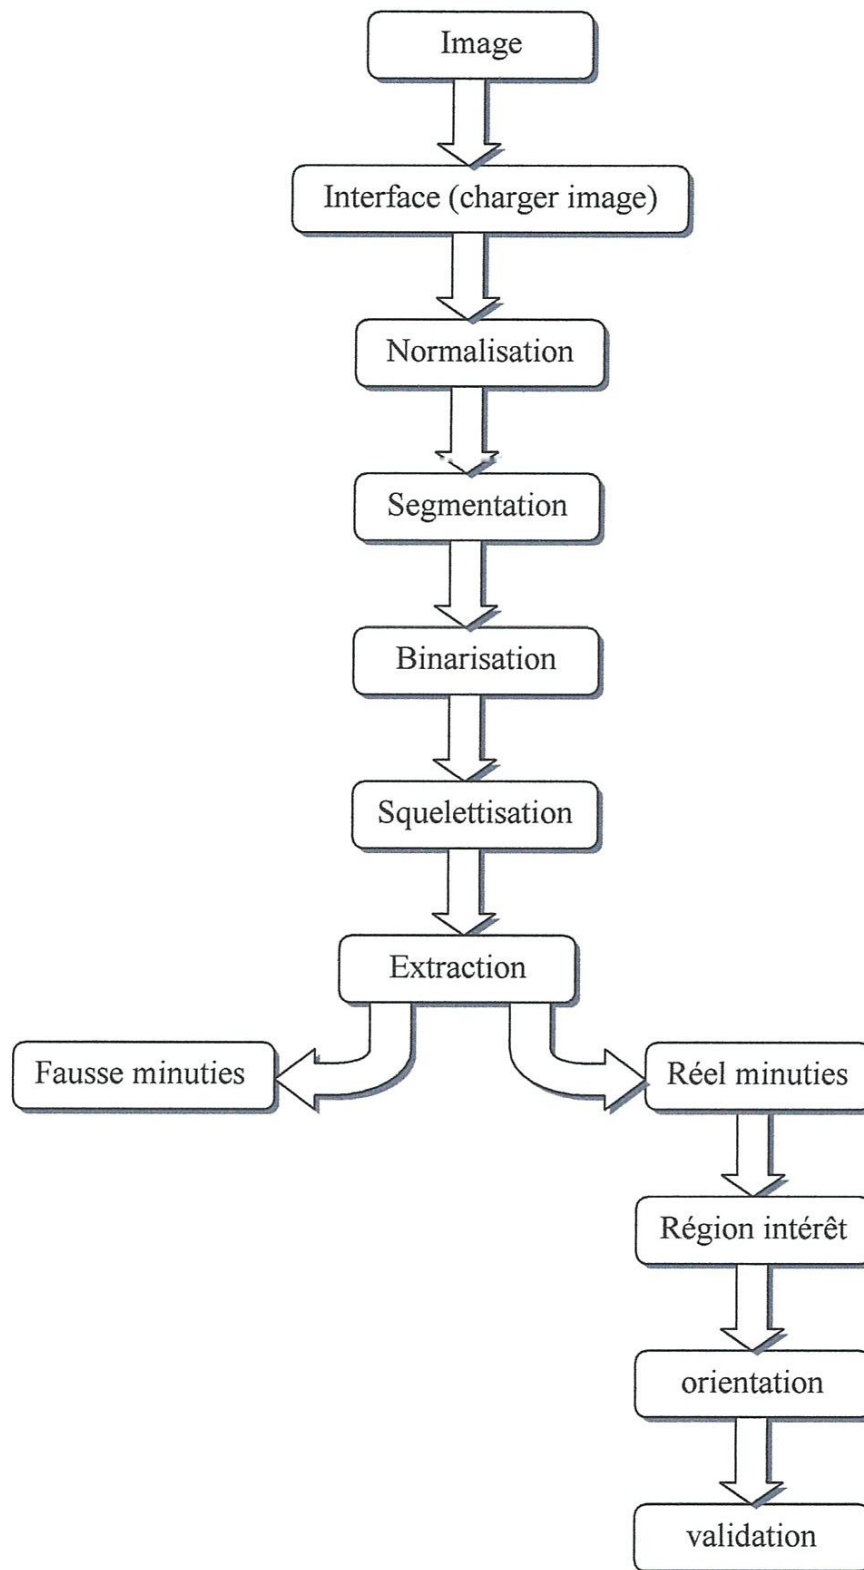 Image
Interface (charger image)
Normalisation
Segmentation
Binarisation
Squelettisation
Extraction
Fausse minuties
Réel minuties
Région intérêt
orientation
validation